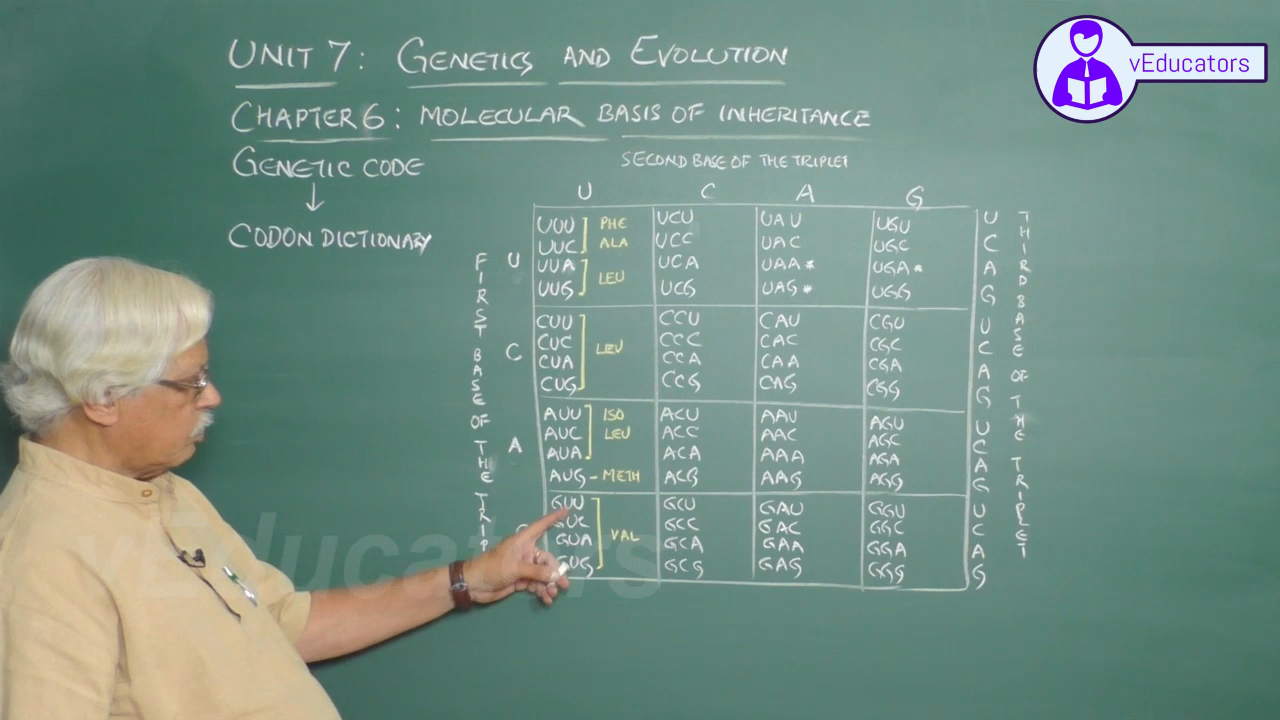 UNIT 7: GENETICS AND EVOLUTION
vEducators
CHAPTER 6: MOLECULAR BASIS OF INHERITANCE
GENETIC CODE
↓
CODON DICTIONARY
SECOND BASE OF THE TRIPLET
U C A G
FIRST BASE OF THE TRIP
THIRD BASE OF THE TRIPLET
U
UUU PHE UCU UAU UGU U
UUC ALA UCC UAC UGC C
UUA LEU UCA UAA* UGA* A
UUG UCG UAG* UGG G
C
CUU CCU CAU CGU U
CUC LEU CCC CAC CGC C
CUA CCA CAA CGA A
CUG CCG CAG CGG G
A
AUU ISO ACU AAU AGU U
AUC LEU ACC AAC AGC C
AUA ACA AAA AGA A
AUG - METH ACG AAG AGG G
GUU GCU GAU GGU U
GUC VAL GCC GAC GGC C
GUA GCA GAA GGA A
GUG GCG GAG GGG G
vEducators